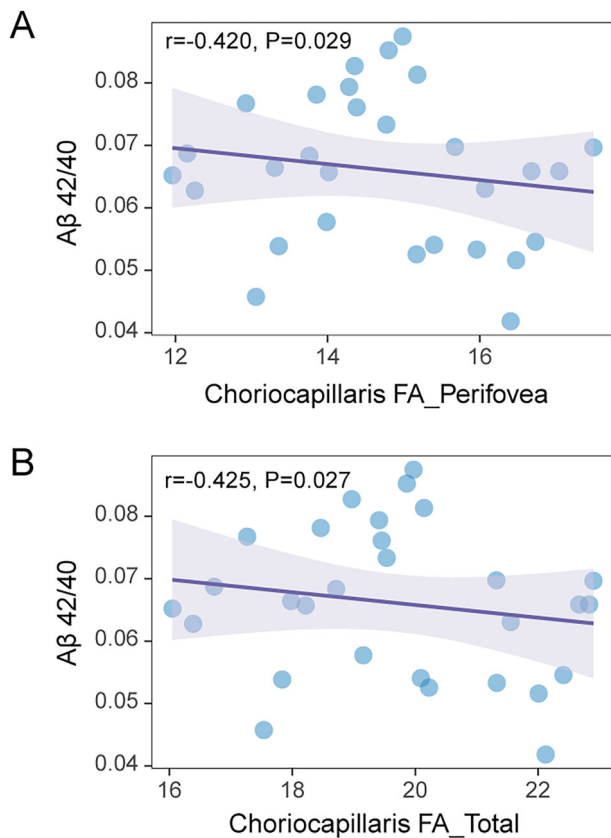 A
r=-0.420, P=0.029
0.08
0.07
0.06
0.05
0.04
Aβ 42/40
12
14
16
Choriocapillaris FA_Perifovea
B
r=-0.425, P=0.027
0.08
0.07
0.06
0.05
0.04
Aβ 42/40
16
18
20
22
Choriocapillaris FA_Total